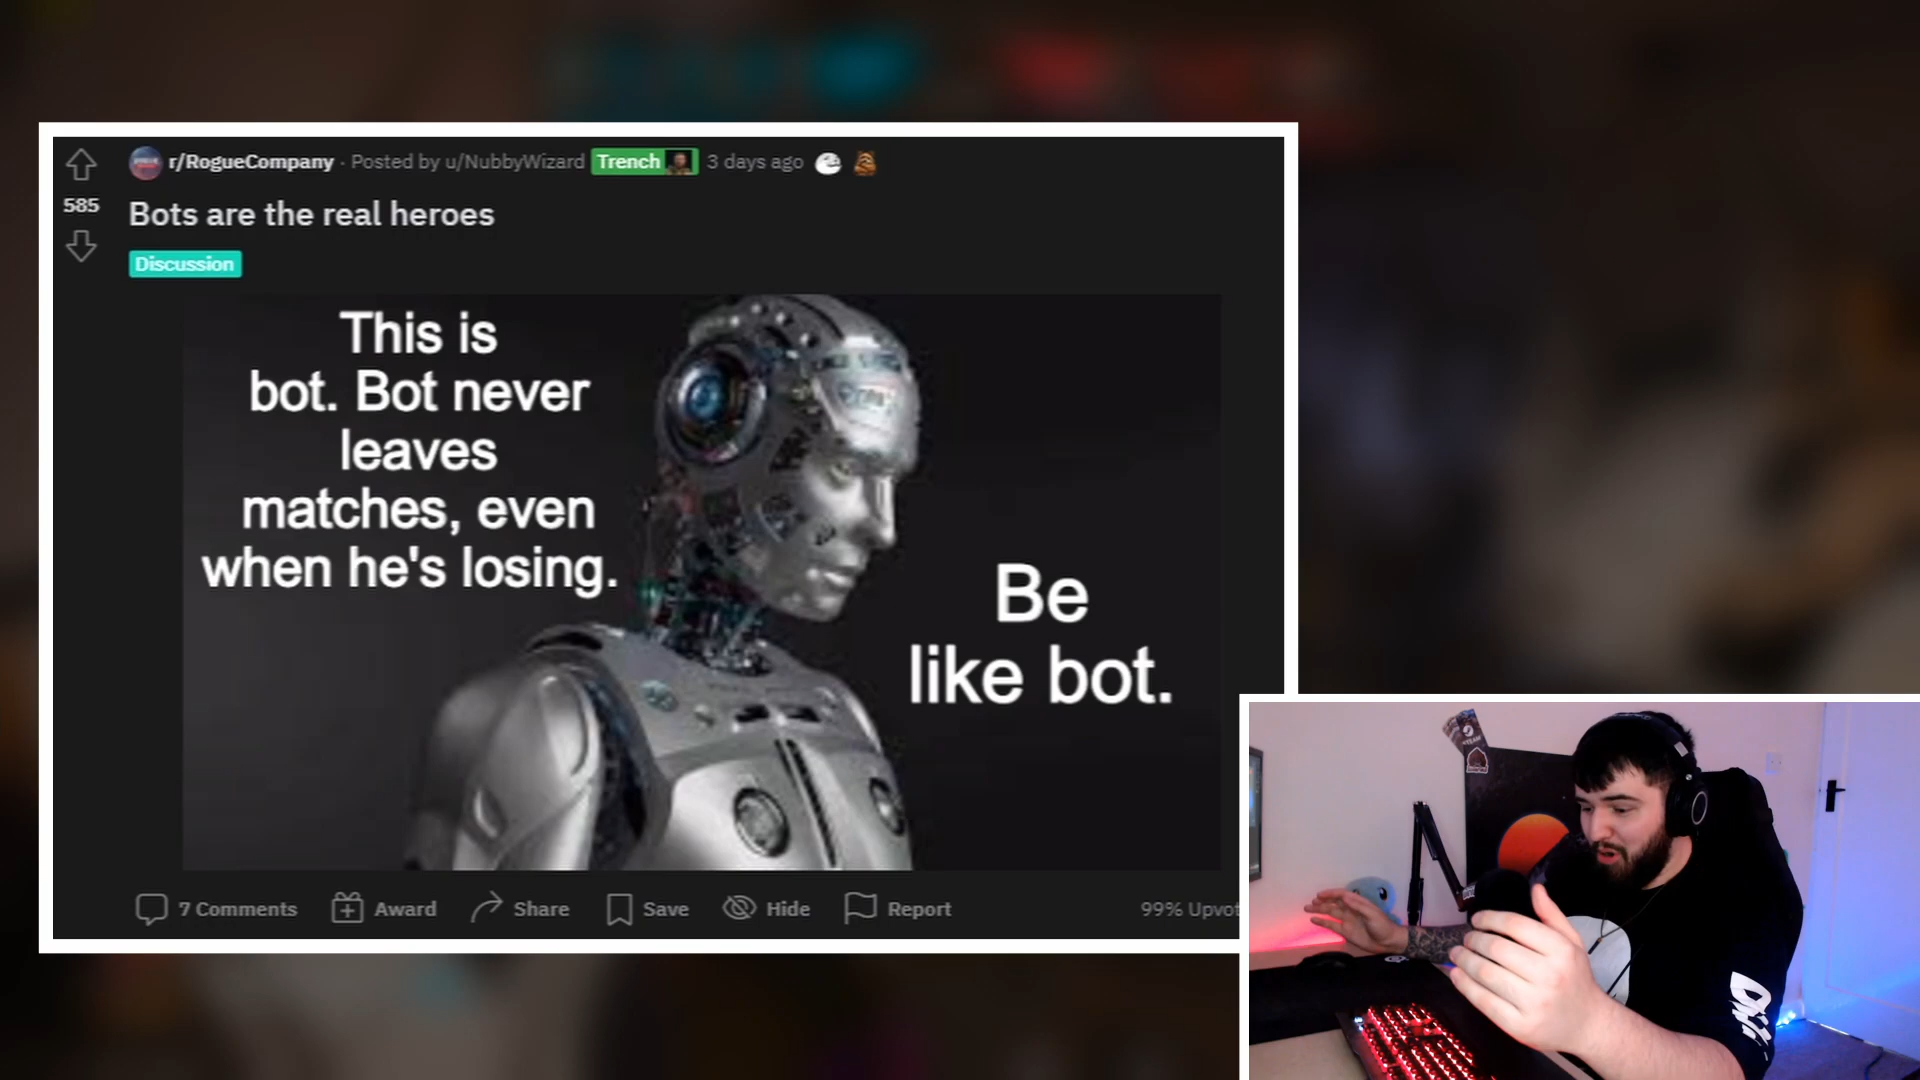 r/RogueCompany · Posted by u/NubbyWizard Trench 3 days ago
585
Bots are the real heroes
Discussion
This is
bot. Bot never
leaves
matches, even
when he's losing.
Be
like bot.
7 Comments Award Share Save Hide Report 99% Upvot